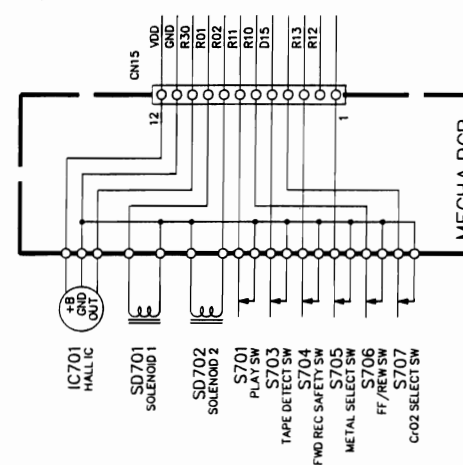 CN15
VDD
GND
R30
R01
R02
R11
R10
D15
R13
R12
12
1
MECHA PCB
+B
GND
OUT
IC701
HALL IC
SD701
SOLENOID 1
SD702
SOLENOID 2
S701
PLAY SW
S703
TAPE DETECT SW
S704
FWD REC SAFETY SW
S705
METAL SELECT SW
S706
FF/REW SW
S707
CrO2 SELECT SW